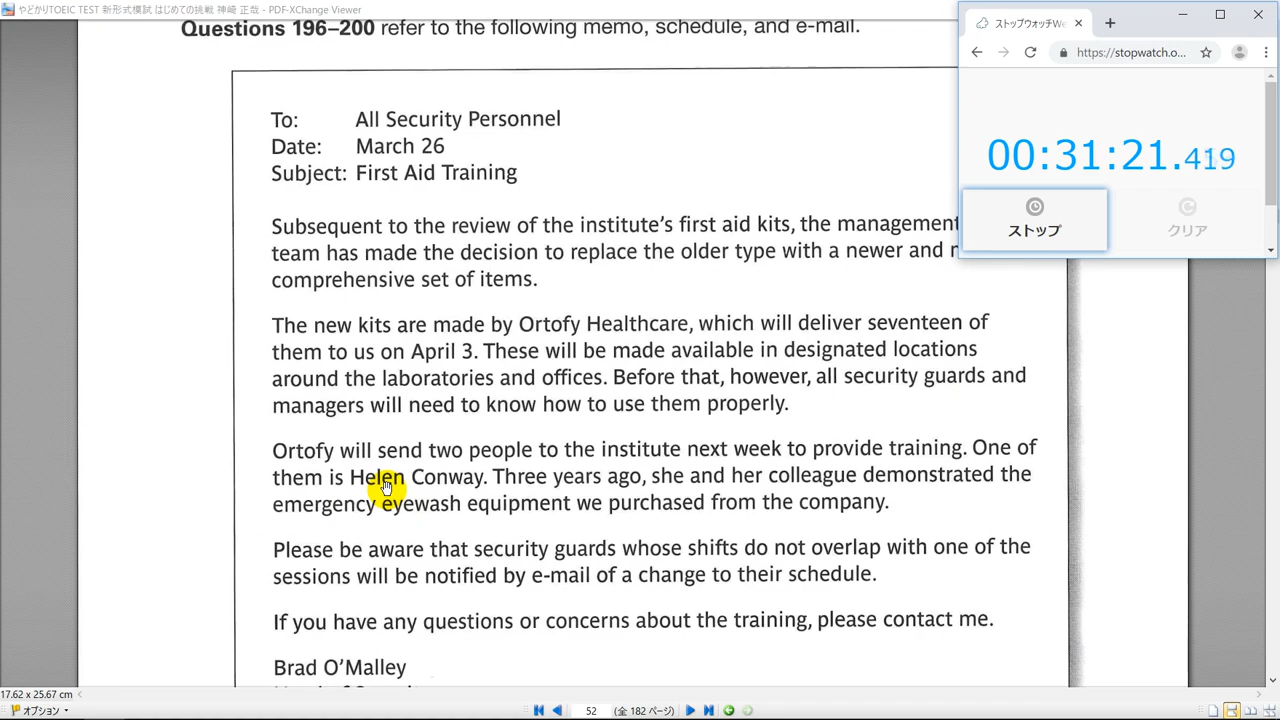 やどかりTOEIC TEST 新形式模試 はじめての挑戦 神崎 正哉 - PDF-XChange Viewer
Questions 196–200 refer to the following memo, schedule, and e-mail.
To: All Security Personnel
Date: March 26
Subject: First Aid Training
Subsequent to the review of the institute's first aid kits, the management
team has made the decision to replace the older type with a newer and
comprehensive set of items.
The new kits are made by Ortofy Healthcare, which will deliver seventeen of
them to us on April 3. These will be made available in designated locations
around the laboratories and offices. Before that, however, all security guards and
managers will need to know how to use them properly.
Ortofy will send two people to the institute next week to provide training. One of
them is Helen Conway. Three years ago, she and her colleague demonstrated the
emergency eyewash equipment we purchased from the company.
Please be aware that security guards whose shifts do not overlap with one of the
sessions will be notified by e-mail of a change to their schedule.
If you have any questions or concerns about the training, please contact me.
Brad O'Malley
ストップウォッチWe
https://stopwatch.o...
00:31:21.419
ストップ
クリア
17.62 x 25.67 cm
オプション
52 (全 182 ページ)